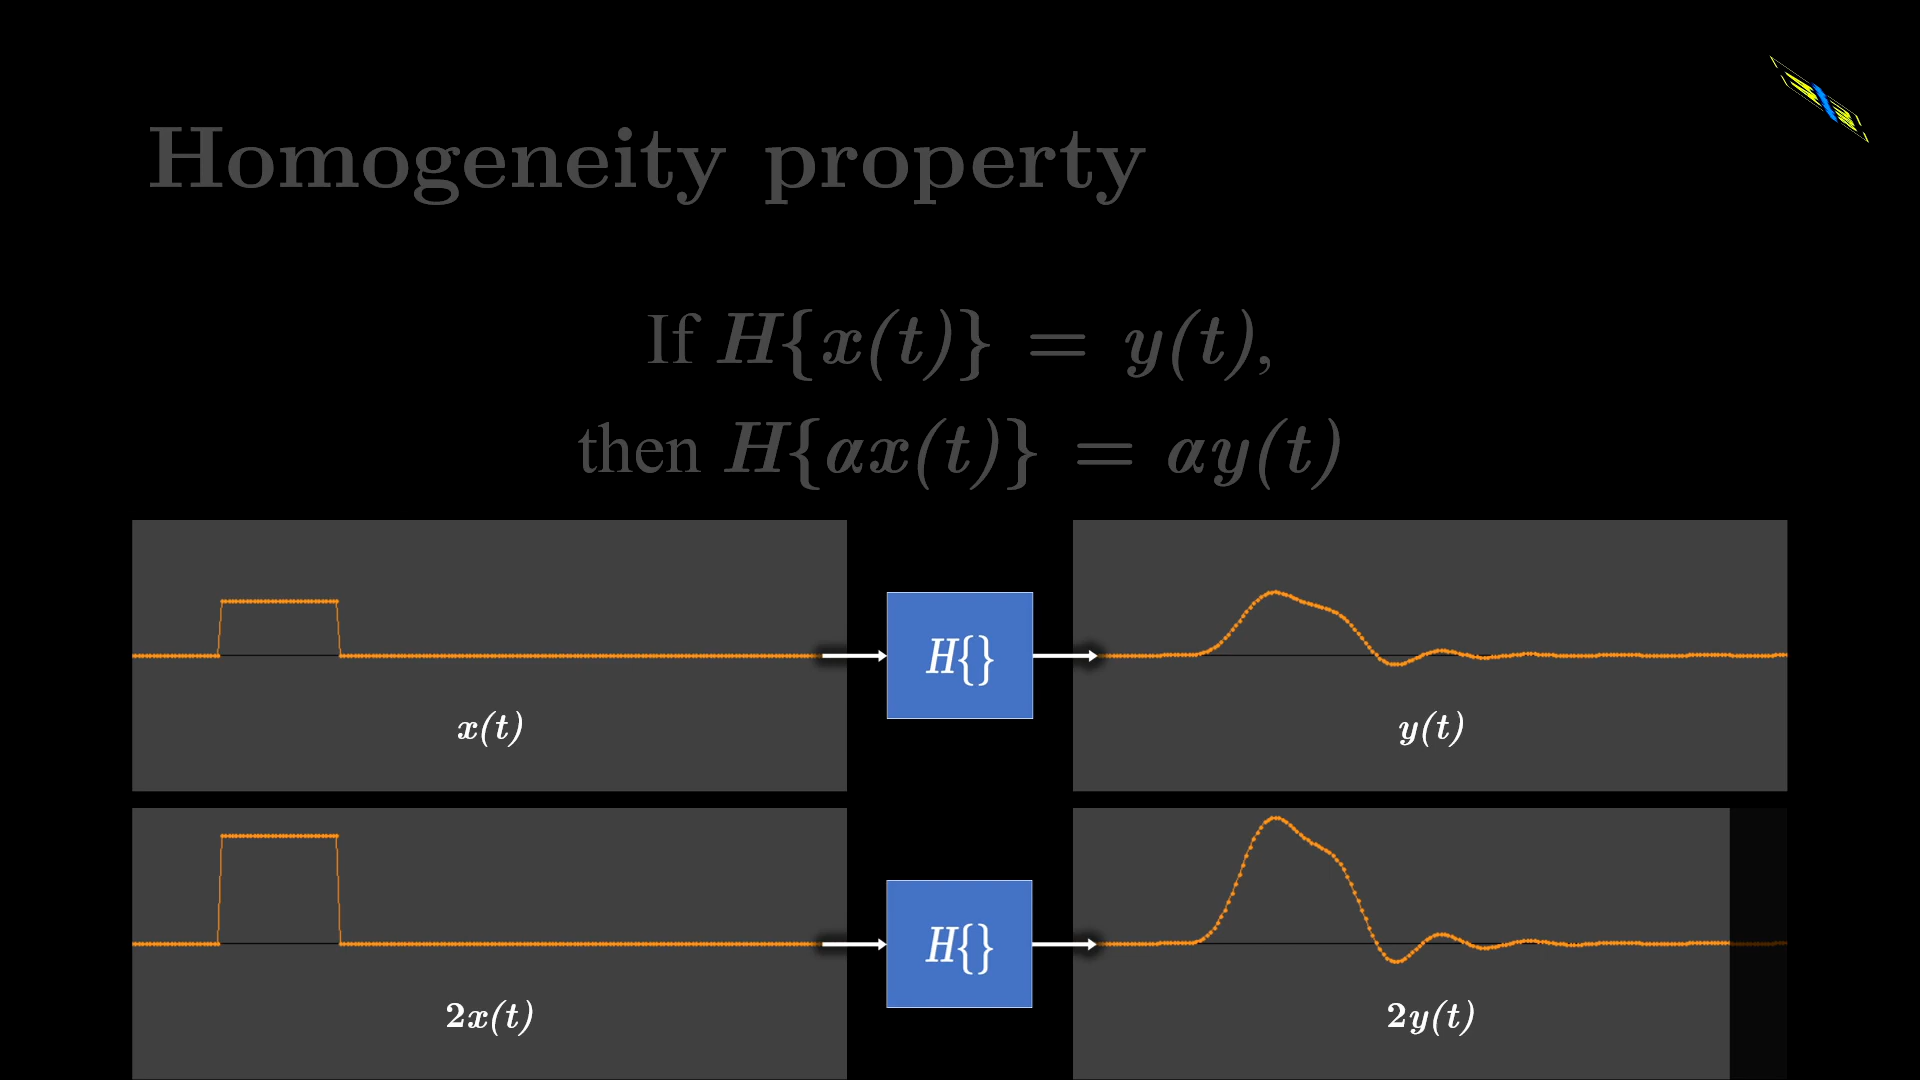 Homogeneity property
If H{x(t)} = y(t),
then H{ax(t)} = ay(t)
H{}
x(t)
y(t)
H{}
2x(t)
2y(t)